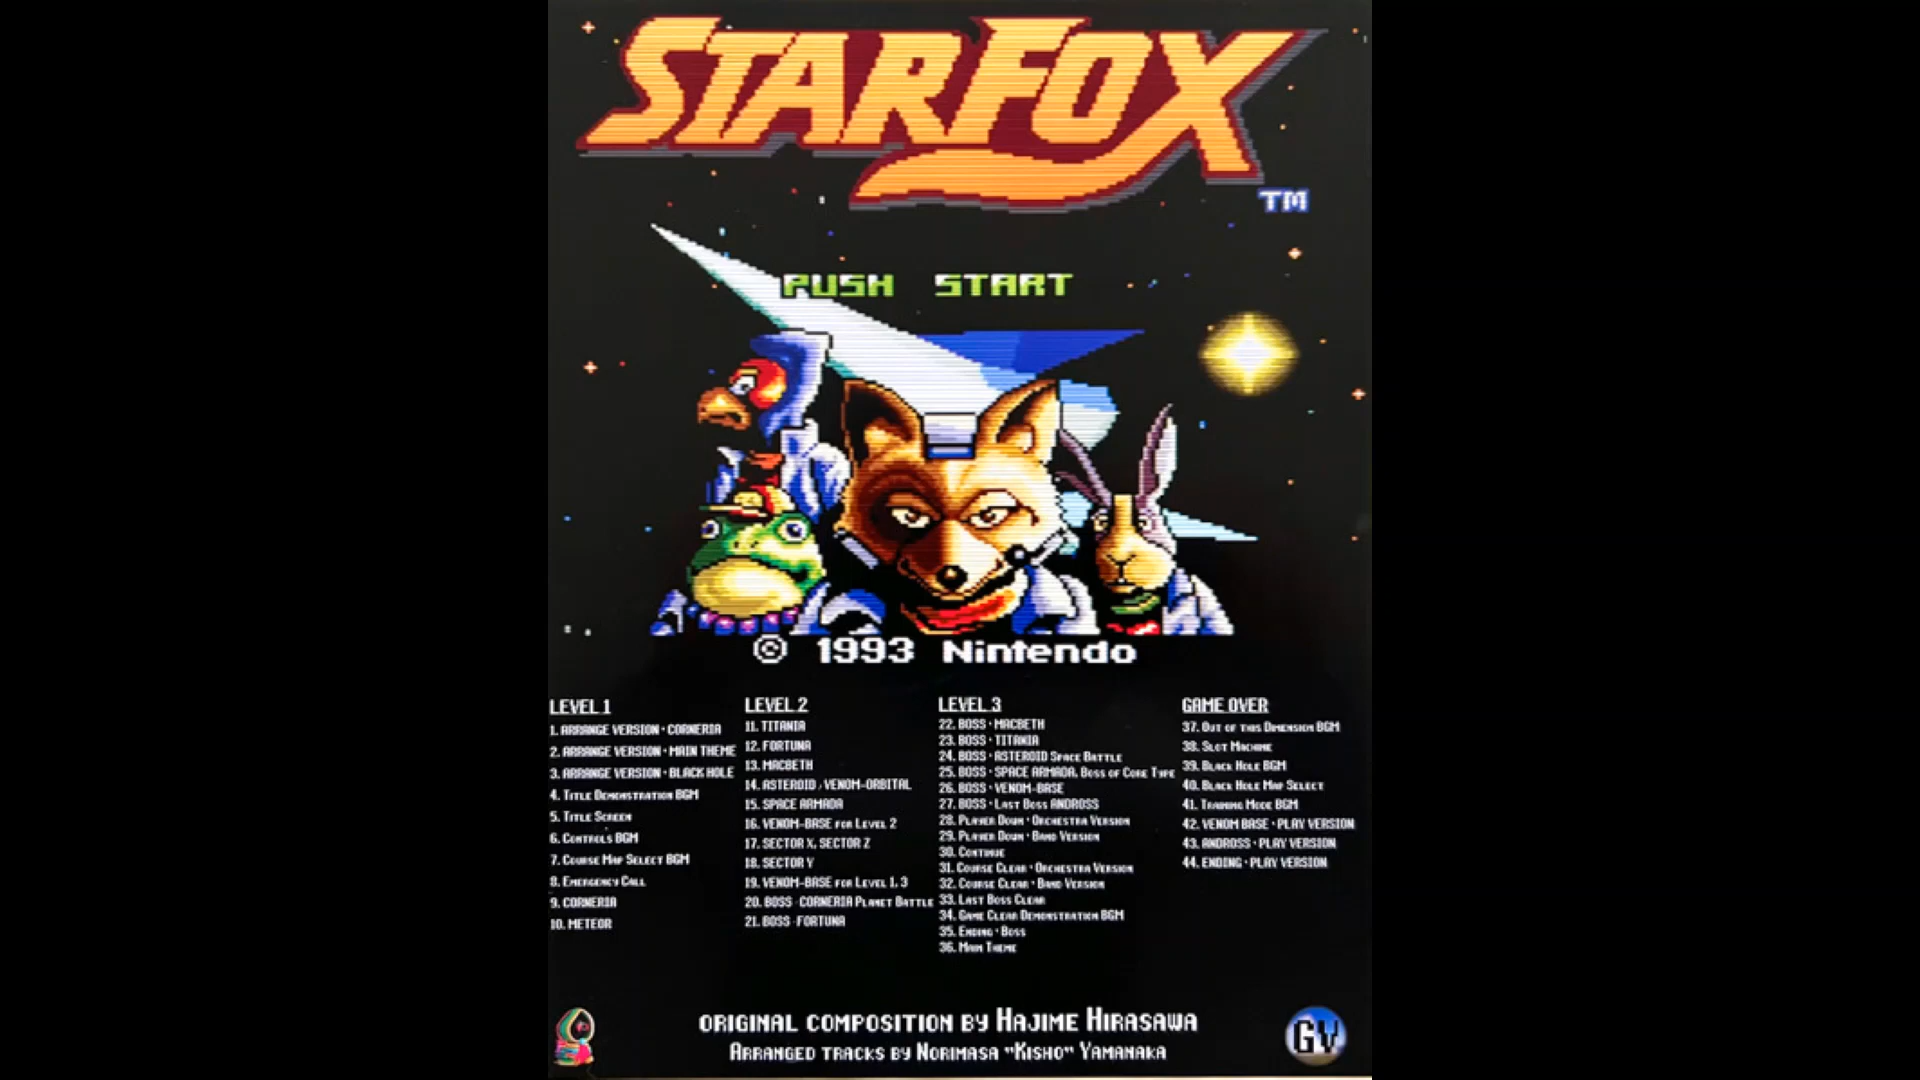 STARFOX
TM
PUSH START
© 1993 Nintendo
LEVEL 1
1. ARRANGE VERSION • CORNERIA
2. ARRANGE VERSION • MAIN THEME
3. ARRANGE VERSION • BLACK HOLE
4. Title Demonstration BGM
5. Title Screen
6. Controls BGM
7. Course Map Select BGM
8. Emergency Call
9. CORNERIA
10. METEOR
LEVEL 2
11. TITANIA
12. FORTUNA
13. MACBETH
14. ASTEROID, VENOM-ORBITAL
15. SPACE ARMADA
16. VENOM-BASE for Level 2
17. SECTOR X, SECTOR Z
18. SECTOR Y
19. VENOM-BASE for Level 1, 3
20. BOSS • CORNERIA Planet Battle
21. BOSS • FORTUNA
LEVEL 3
22. BOSS • MACBETH
23. BOSS • TITANIA
24. BOSS • ASTEROID Space Battle
25. BOSS • SPACE ARMADA, Boss of Core Type
26. BOSS • VENOM-BASE
27. BOSS • Last Boss ANDROSS
28. Player Down • Orchestra Version
29. Player Down • Band Version
30. Continue
31. Course Clear • Orchestra Version
32. Course Clear • Band Version
33. Last Boss Clear
34. Game Clear Demonstration BGM
35. Ending • Boss
36. Main Theme
GAME OVER
37. Out of this Dimension BGM
38. Slot Machine
39. Black Hole BGM
40. Black Hole Map Select
41. Training Mode BGM
42. VENOM BASE • PLAY VERSION
43. ANDROSS • PLAY VERSION
44. ENDING • PLAY VERSION
ORIGINAL COMPOSITION BY HAJIME HIRASAWA
ARRANGED TRACKS BY NORIMASA "KISHO" YAMANAKA
GV